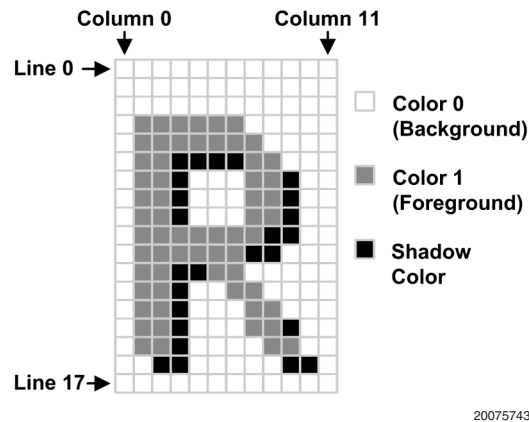 Column 0 Column 11
Line 0
Color 0
(Background)
Color 1
(Foreground)
Shadow
Color
Line 17
20075743